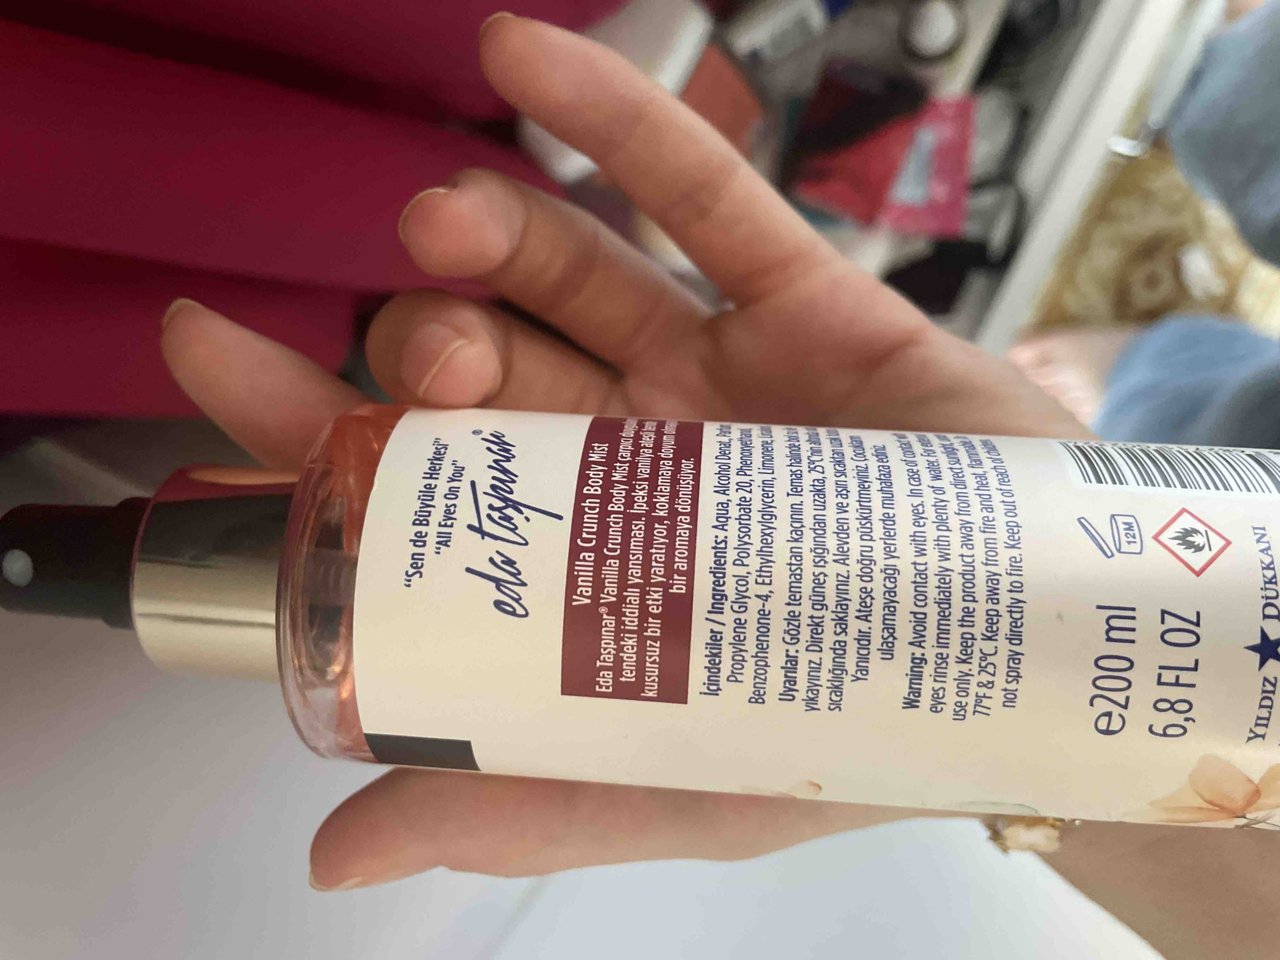 “Sen de Büyüle Herkesi”
“All Eyes On You”
eda taşpınar®
Vanilla Crunch Body Mist
Eda Taşpınar® Vanilla Crunch Body Mist çarpıcı
tendeki iddialı yansıması. İpeksi vanilya ateşi
kusursuz bir etki yaratıyor, koklamaya doyum
bir aromaya dönüşüyor.
İçindekiler / Ingredients: Aqua, Alcohol Denat.,
Propylene Glycol, Polysorbate 20, Phenoxyethanol,
Benzophenone-4, Ethylhexylglycerin, Limonene,
Uyarılar: Gözle temastan kaçının. Temas halinde bol
yıkayınız. Direkt güneş ışığından uzakta, 25°C'nin altında
sıcaklığında saklayınız. Alevden ve aşırı sıcaktan uzak
Yanıcıdır. Ateşe doğru püskürtmeyiniz. Çocukların
ulaşamayacağı yerlerde muhafaza ediniz.
Warning: Avoid contact with eyes. In case of contact
eyes rinse immediately with plenty of water. For
use only. Keep the product away from direct sunlight,
77°F & 25°C. Keep away from fire and heat, flammable
not spray directly to fire. Keep out of reach of
12M
e200 ml
6,8 FL OZ
YILDIZ DÜKKANI